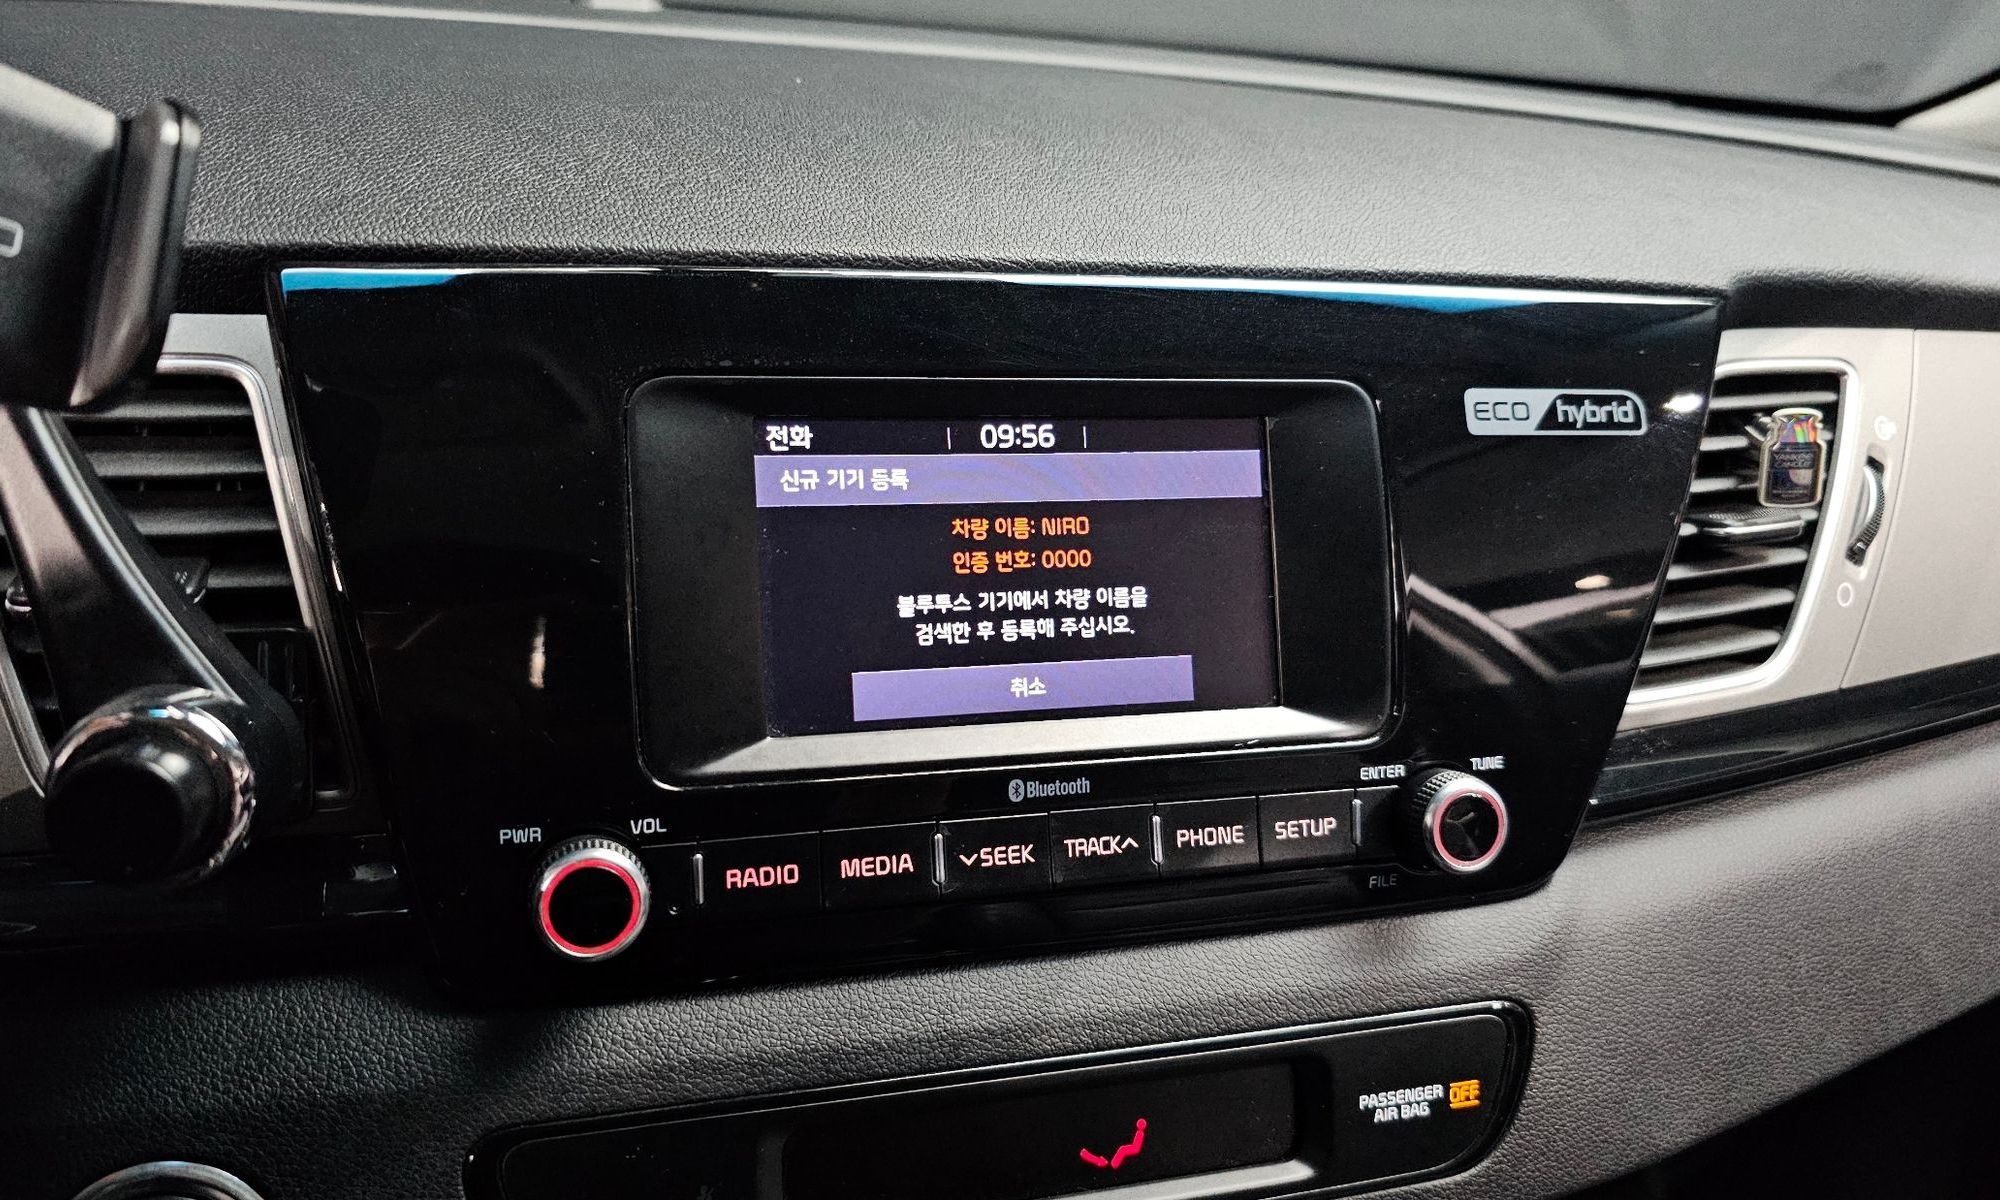 전화 09:56
신규 기기 등록
차량 이름: NIRO
인증 번호: 0000
블루투스 기기에서 차량 이름을
검색한 후 등록해 주십시오.
취소
ECO hybrid
YANKEE
CANDLE
Bluetooth
PWR VOL
RADIO MEDIA SEEK TRACK PHONE SETUP
ENTER TUNE
FILE
PASSENGER
AIR BAG OFF